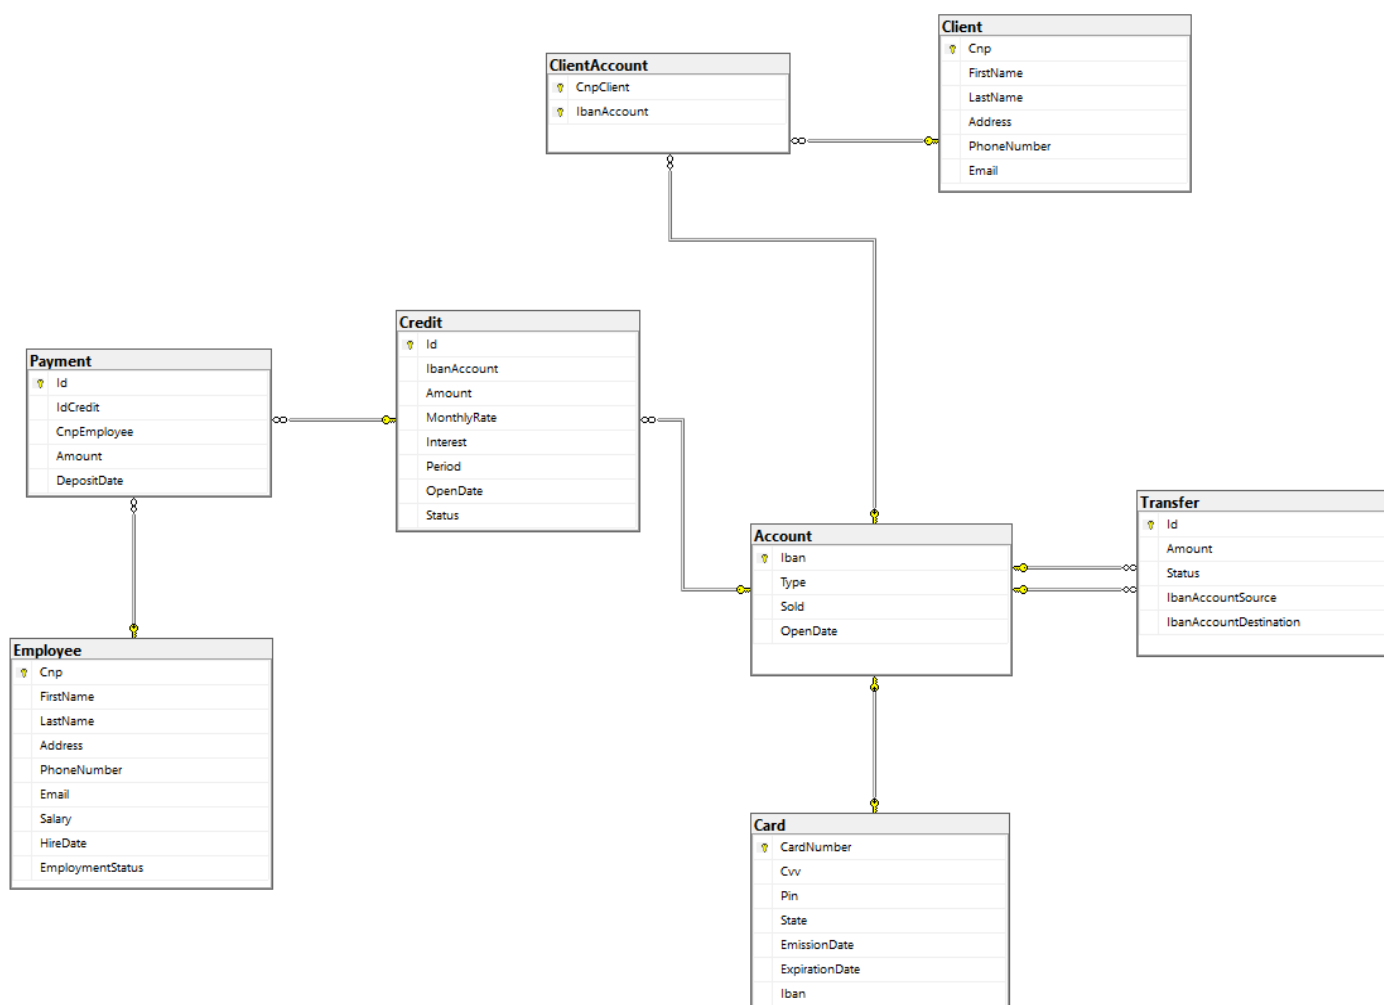 Client
Cnp
FirstName
LastName
Address
PhoneNumber
Email
ClientAccount
CnpClient
IbanAccount
Credit
Id
IbanAccount
Amount
MonthlyRate
Interest
Period
OpenDate
Status
Payment
Id
IdCredit
CnpEmployee
Amount
DepositDate
Transfer
Id
Amount
Status
IbanAccountSource
IbanAccountDestination
Account
Iban
Type
Sold
OpenDate
Employee
Cnp
FirstName
LastName
Address
PhoneNumber
Email
Salary
HireDate
EmploymentStatus
Card
CardNumber
Cvv
Pin
State
EmissionDate
ExpirationDate
Iban